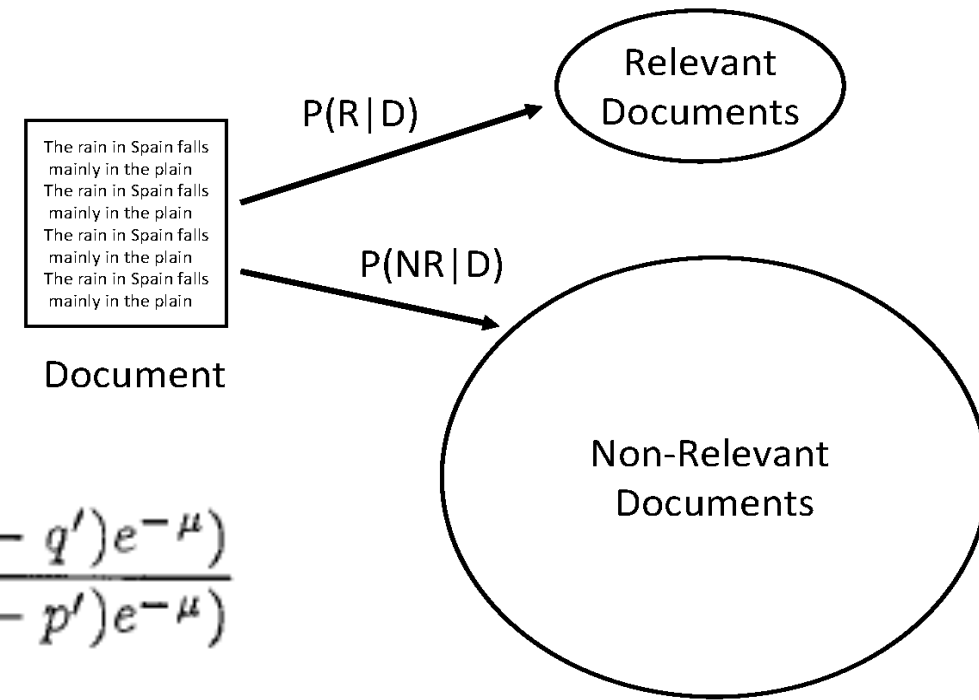 Relevant
Documents
P(R|D)
The rain in Spain falls
mainly in the plain
The rain in Spain falls
mainly in the plain
The rain in Spain falls
mainly in the plain
The rain in Spain falls
mainly in the plain
P(NR|D)
Document
Non-Relevant
Documents
− q′)e^{−μ})
− p′)e^{−μ})